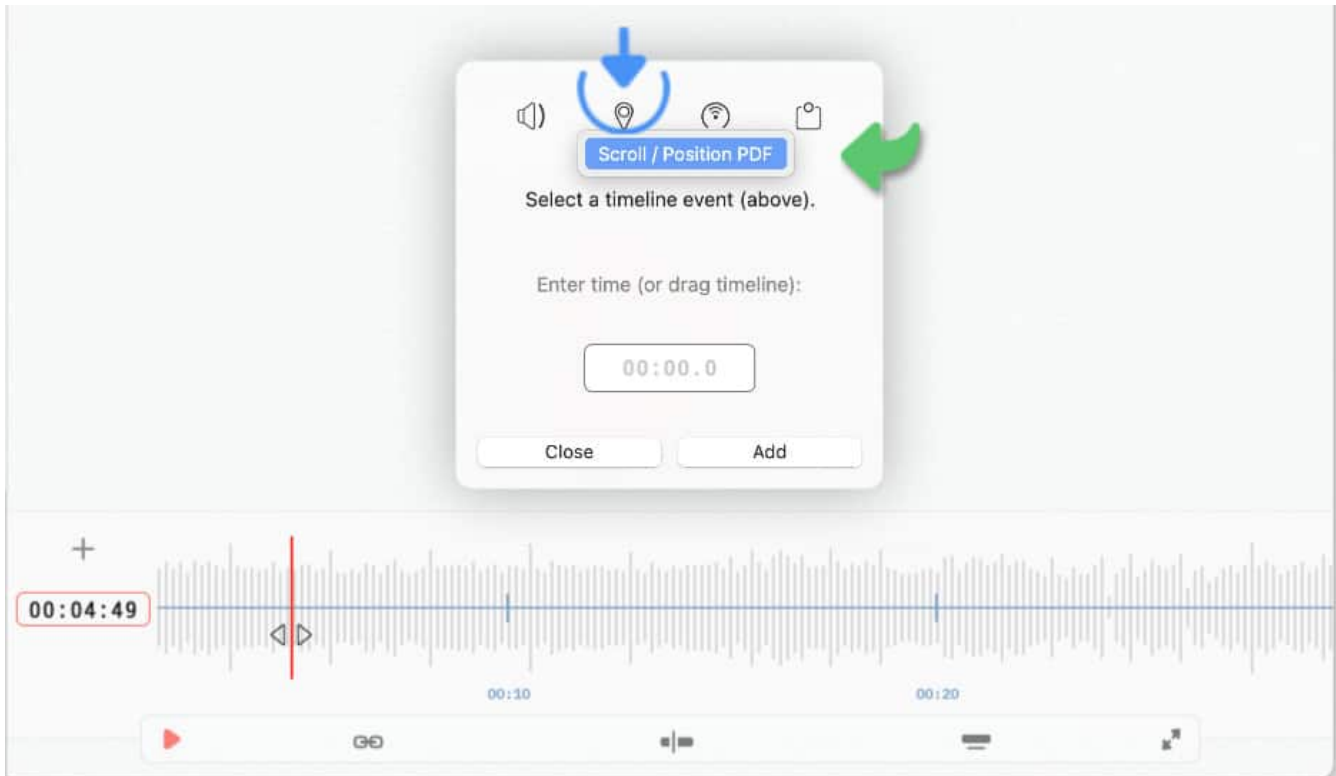 Scroll / Position PDF
Select a timeline event (above).
Enter time (or drag timeline):
00:00.0
Close
Add
00:04:49
00:10
00:20